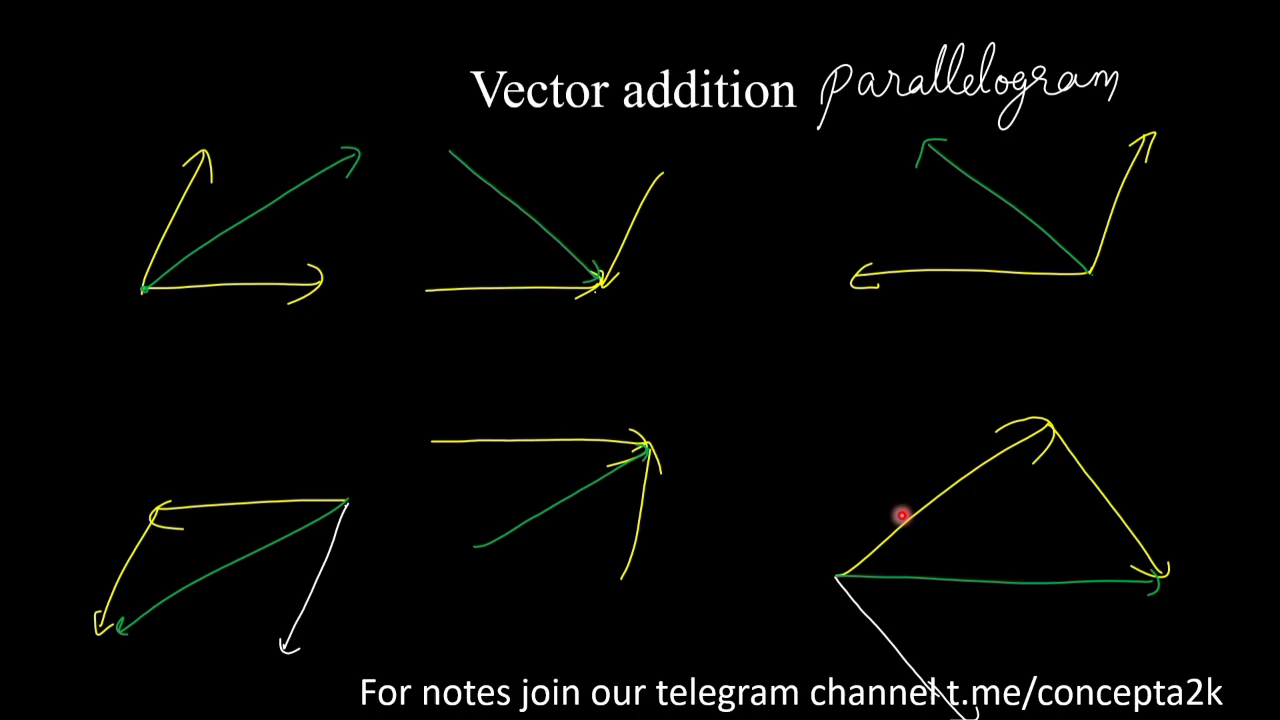 Vector addition parallelogram
For notes join our telegram channel t.me/concepta2k